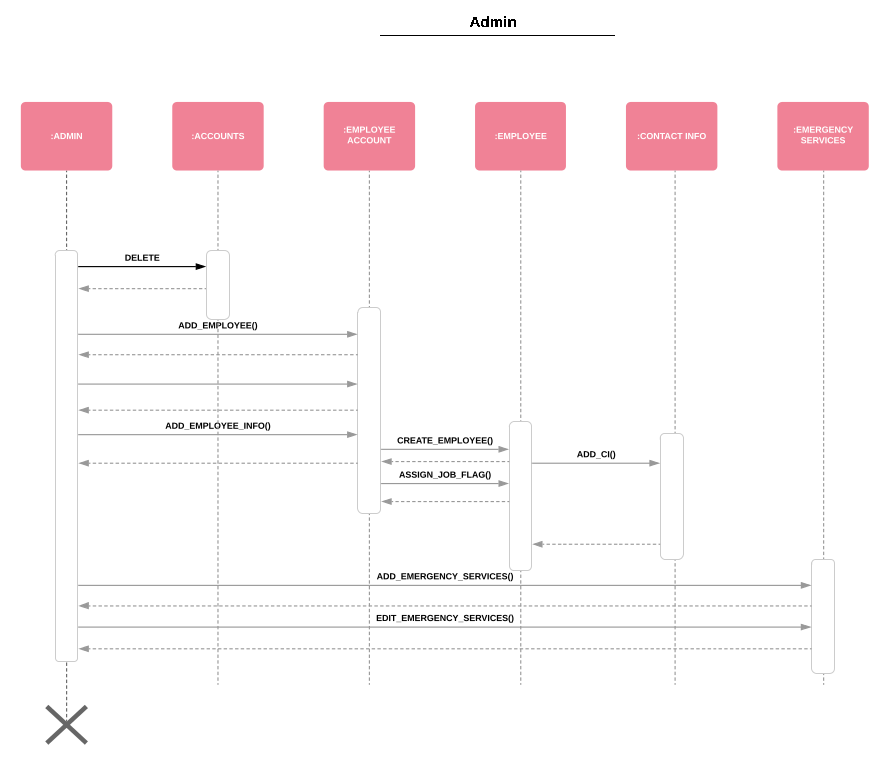 Admin
:ADMIN
:ACCOUNTS
:EMPLOYEE
ACCOUNT
:EMPLOYEE
:CONTACT INFO
:EMERGENCY
SERVICES
DELETE
ADD_EMPLOYEE()
ADD_EMPLOYEE_INFO()
CREATE_EMPLOYEE()
ADD_CI()
ASSIGN_JOB_FLAG()
ADD_EMERGENCY_SERVICES()
EDIT_EMERGENCY_SERVICES()